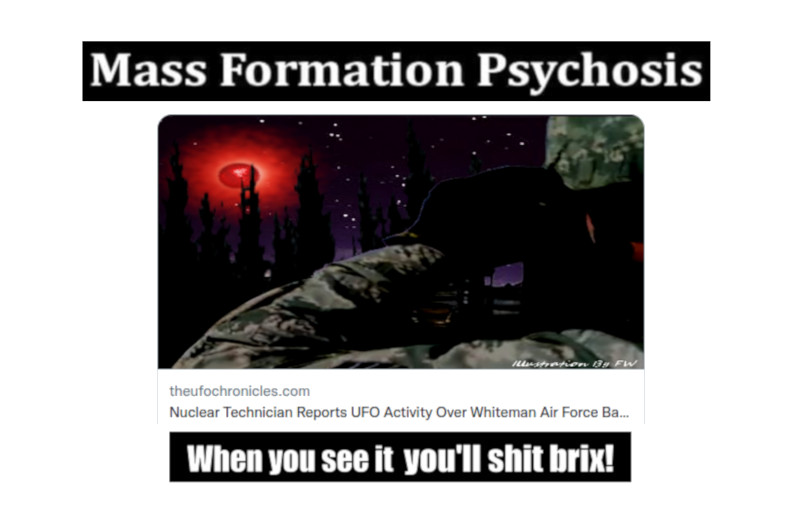 Mass Formation Psychosis
Illustration By FW
theufochronicles.com
Nuclear Technician Reports UFO Activity Over Whiteman Air Force Ba...
When you see it you'll shit brix!